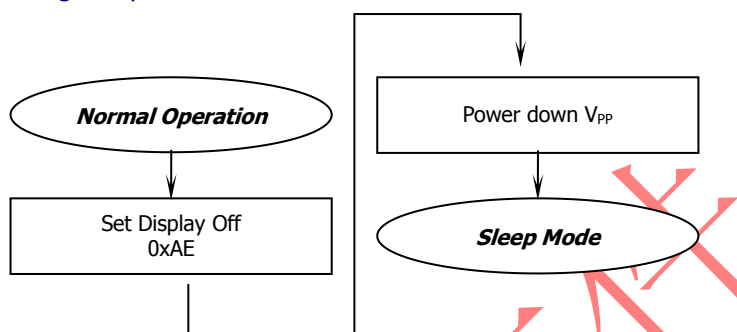 Normal Operation
Set Display Off
0xAE
Power down VPP
Sleep Mode